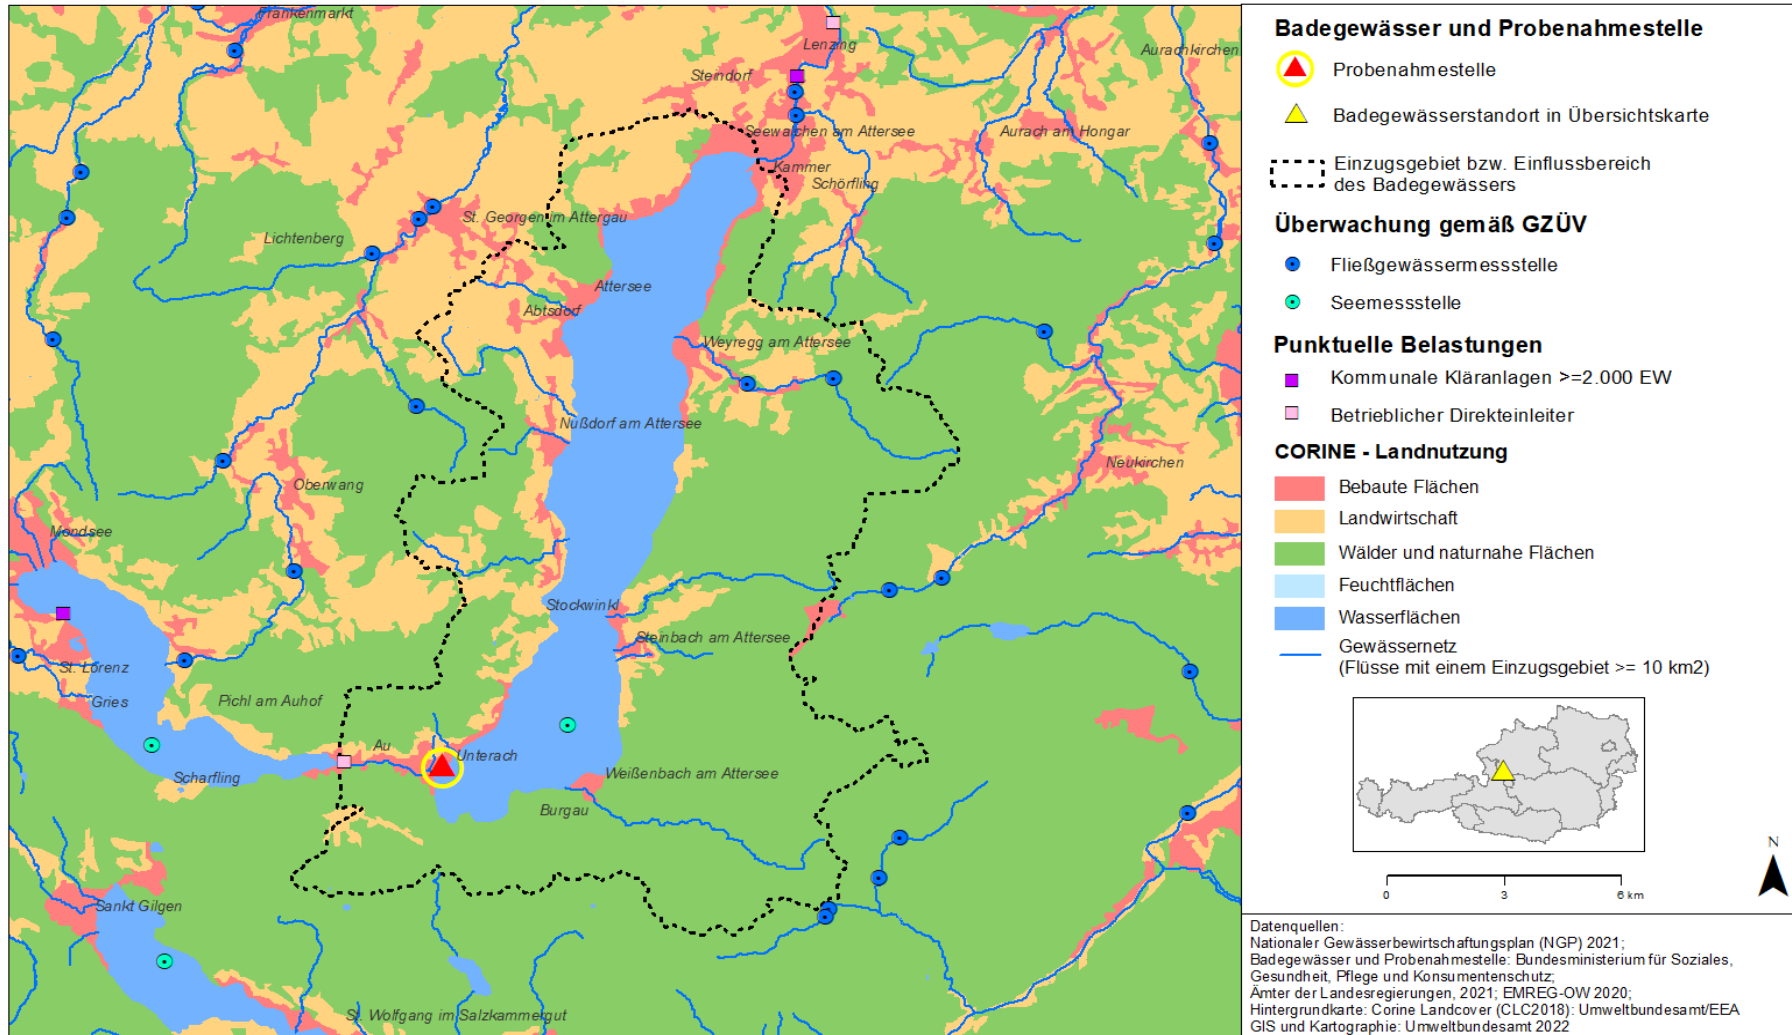 Frankenmarkt
Lenzing
Aurachkirchen
Steindorf
Seewalchen am Attersee
Aurach am Hongar
Kammer
Schörfling
St. Georgen im Attergau
Lichtenberg
Attersee
Abtsdorf
Weyregg am Attersee
Nußdorf am Attersee
Neukirchen
Oberwang
Mondsee
Stockwinkl
Steinbach am Attersee
St. Lorenz
Gries
Pichl am Auhof
Au
Unterach
Scharfling
Weißenbach am Attersee
Burgau
Sankt Gilgen
St. Wolfgang im Salzkammergut
Badegewässer und Probenahmestelle
Probenahmestelle
Badegewässerstandort in Übersichtskarte
Einzugsgebiet bzw. Einflussbereich
des Badegewässers
Überwachung gemäß GZÜV
Fließgewässermessstelle
Seemessstelle
Punktuelle Belastungen
Kommunale Kläranlagen >=2.000 EW
Betrieblicher Direkteinleiter
CORINE - Landnutzung
Bebaute Flächen
Landwirtschaft
Wälder und naturnahe Flächen
Feuchtflächen
Wasserflächen
Gewässernetz
(Flüsse mit einem Einzugsgebiet >= 10 km2)
N
0 3 6 km
Datenquellen:
Nationaler Gewässerbewirtschaftungsplan (NGP) 2021;
Badegewässer und Probenahmestelle: Bundesministerium für Soziales,
Gesundheit, Pflege und Konsumentenschutz;
Ämter der Landesregierungen, 2021; EMREG-OW 2020;
Hintergrundkarte: Corine Landcover (CLC2018): Umweltbundesamt/EEA
GIS und Kartographie: Umweltbundesamt 2022